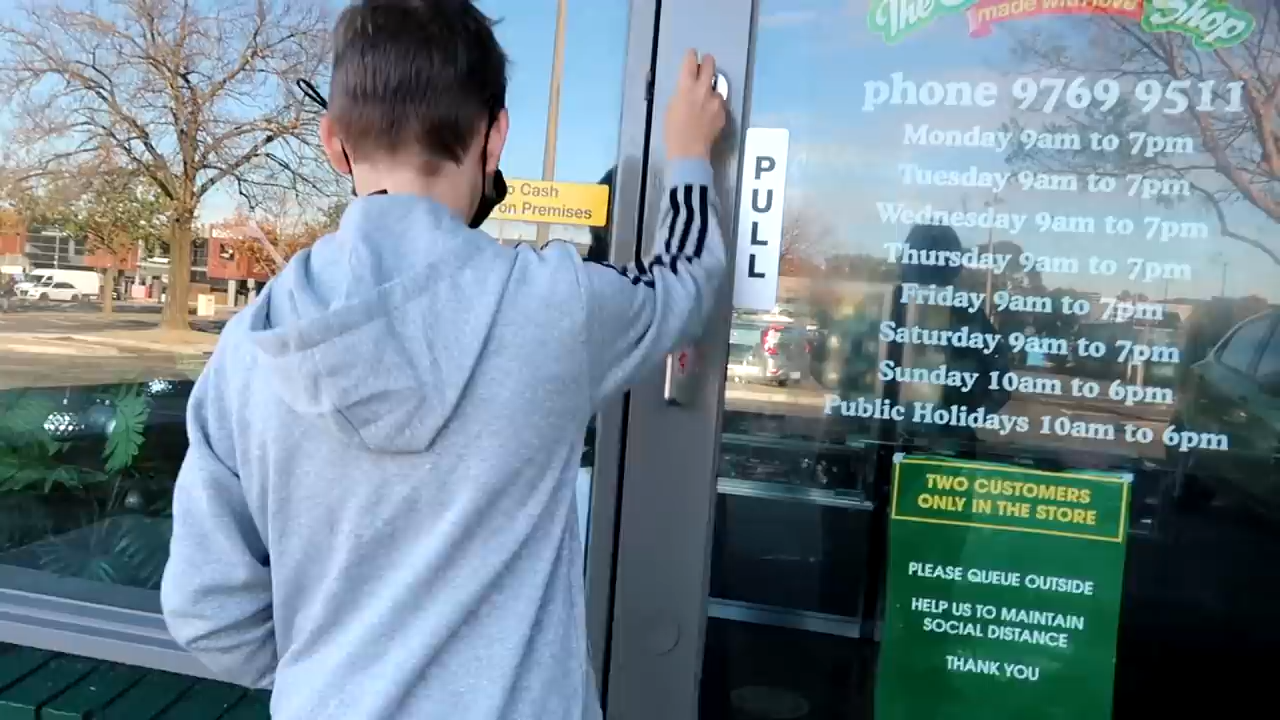 The
made with love
Shop
phone 9769 9511
Monday 9am to 7pm
Tuesday 9am to 7pm
Wednesday 9am to 7pm
Thursday 9am to 7pm
Friday 9am to 7pm
Saturday 9am to 7pm
Sunday 10am to 6pm
Public Holidays 10am to 6pm
PULL
Cash
on Premises
TWO CUSTOMERS
ONLY IN THE STORE
PLEASE QUEUE OUTSIDE
HELP US TO MAINTAIN
SOCIAL DISTANCE
THANK YOU